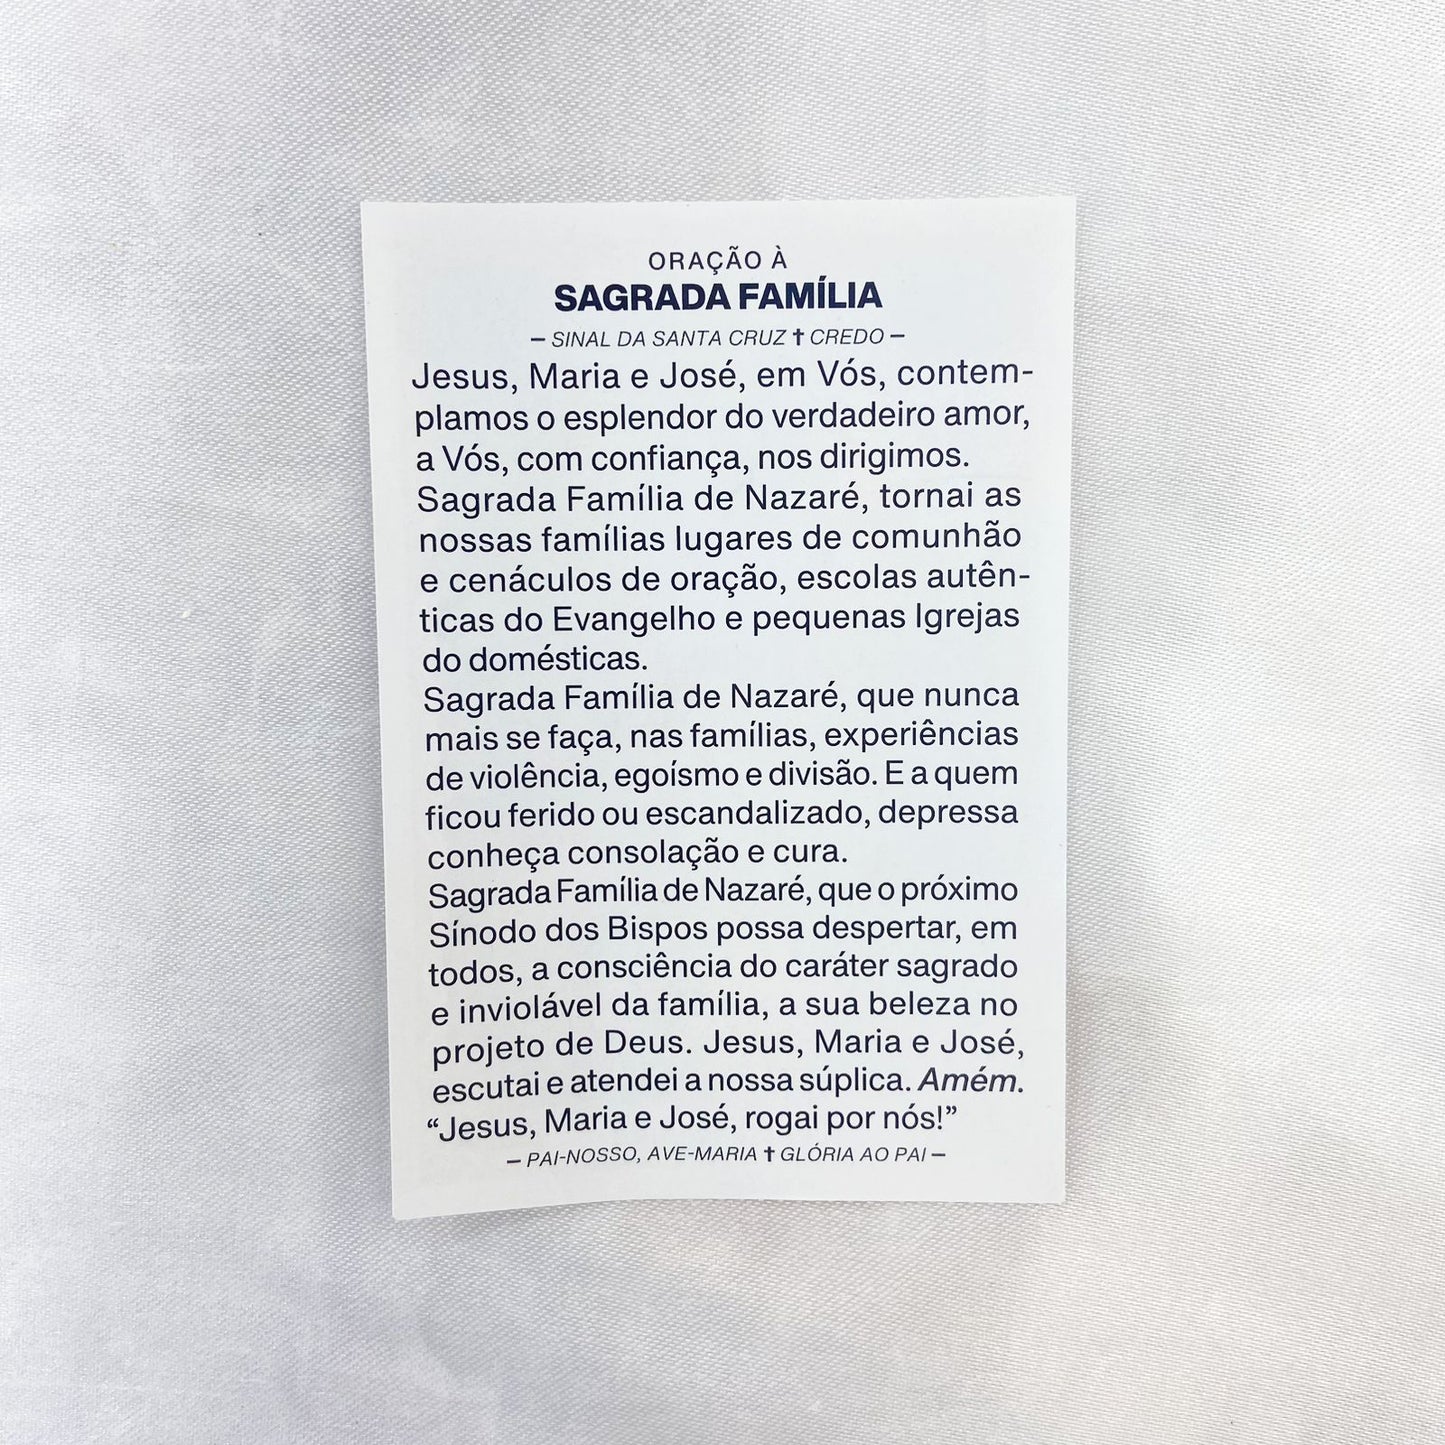 ORAÇÃO À
SAGRADA FAMÍLIA
– SINAL DA SANTA CRUZ ✝ CREDO –
Jesus, Maria e José, em Vós, contem-
plamos o esplendor do verdadeiro amor,
a Vós, com confiança, nos dirigimos.
Sagrada Família de Nazaré, tornai as
nossas famílias lugares de comunhão
e cenáculos de oração, escolas autên-
ticas do Evangelho e pequenas Igrejas
do domésticas.
Sagrada Família de Nazaré, que nunca
mais se faça, nas famílias, experiências
de violência, egoísmo e divisão. E a quem
ficou ferido ou escandalizado, depressa
conheça consolação e cura.
Sagrada Família de Nazaré, que o próximo
Sínodo dos Bispos possa despertar, em
todos, a consciência do caráter sagrado
e inviolável da família, a sua beleza no
projeto de Deus. Jesus, Maria e José,
escutai e atendei a nossa súplica. Amém.
“Jesus, Maria e José, rogai por nós!”
– PAI-NOSSO, AVE-MARIA ✝ GLÓRIA AO PAI –